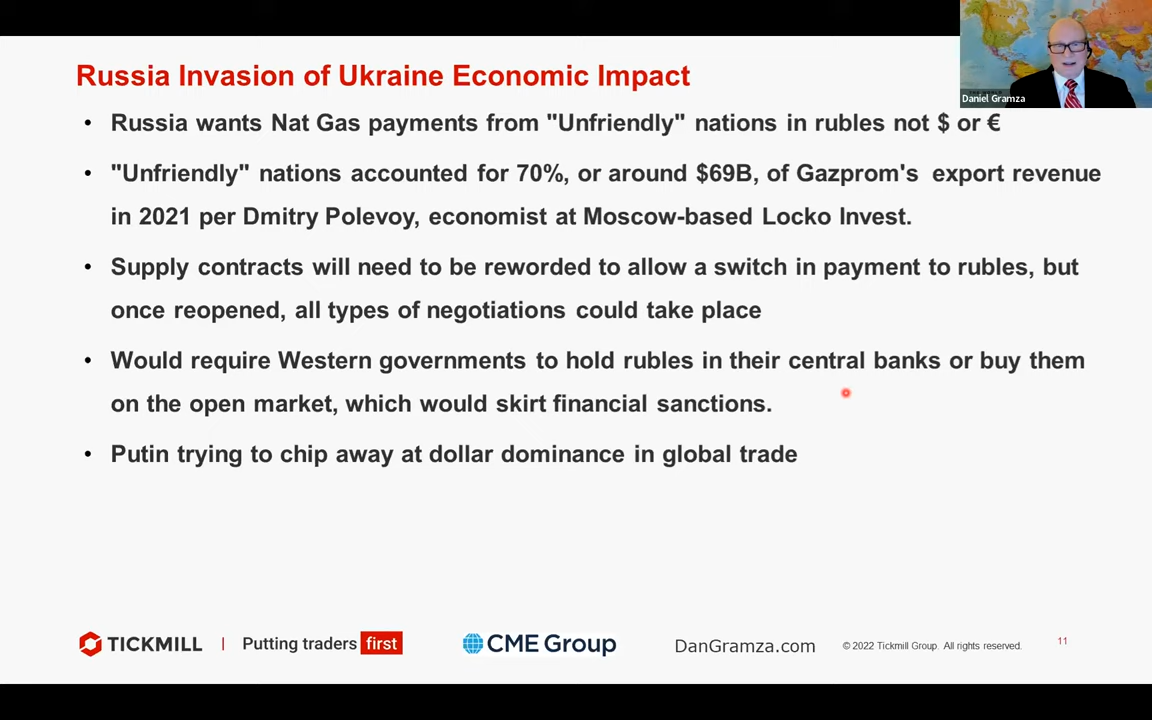 Russia Invasion of Ukraine Economic Impact
Daniel Gramza
• Russia wants Nat Gas payments from "Unfriendly" nations in rubles not $ or €
• "Unfriendly" nations accounted for 70%, or around $69B, of Gazprom's export revenue
in 2021 per Dmitry Polevoy, economist at Moscow-based Locko Invest.
• Supply contracts will need to be reworded to allow a switch in payment to rubles, but
once reopened, all types of negotiations could take place
• Would require Western governments to hold rubles in their central banks or buy them
on the open market, which would skirt financial sanctions.
• Putin trying to chip away at dollar dominance in global trade
TICKMILL | Putting traders first CME Group DanGramza.com © 2022 Tickmill Group. All rights reserved. 11